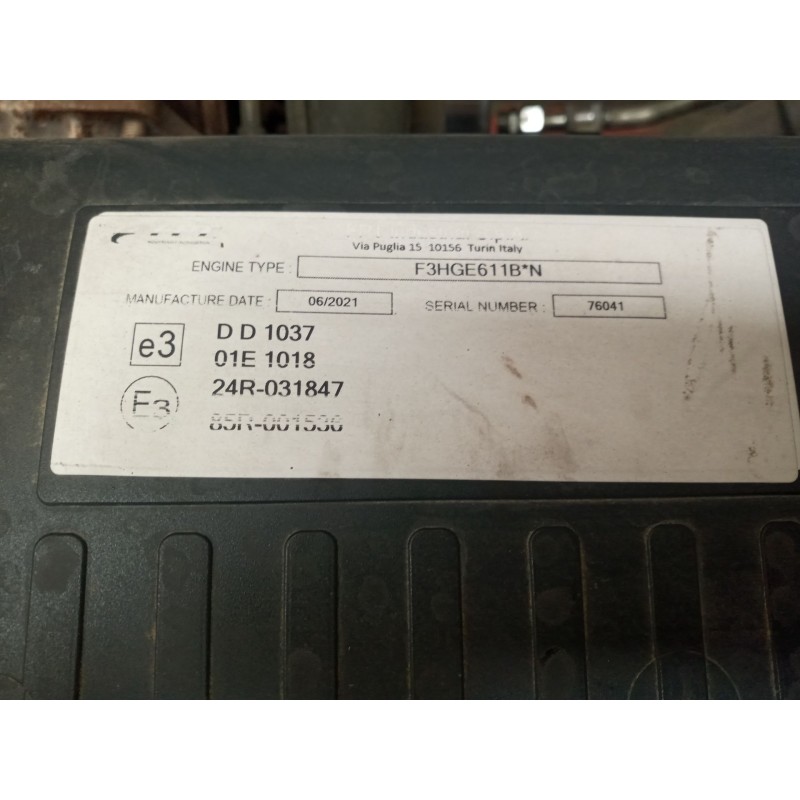 Via Puglia 15 10156 Turin Italy
ENGINE TYPE : F3HGE611B*N
MANUFACTURE DATE : 06/2021 SERIAL NUMBER : 76041
e3 D D 1037
01E 1018
E3 24R-031847